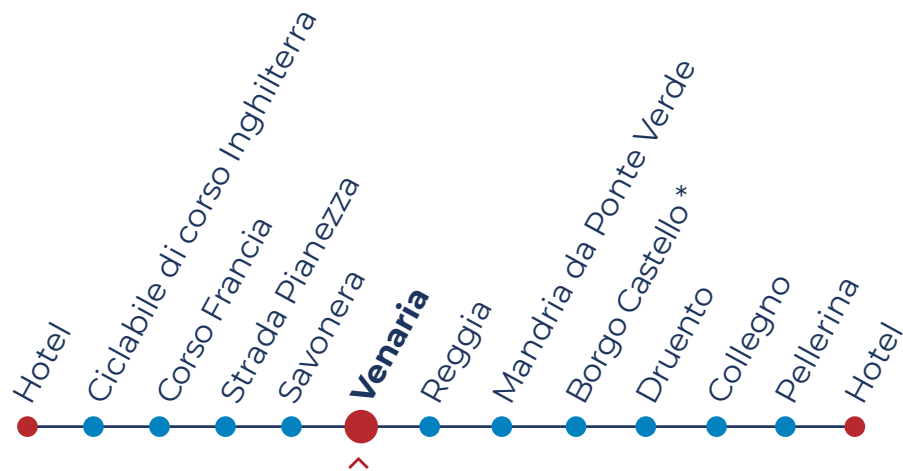 Hotel
Ciclabile di corso Inghilterra
Corso Francia
Strada Pianezza
Savonera
Venaria
Reggia
Mandria da Ponte Verde
Borgo Castello*
Druento
Collegno
Pellerina
Hotel